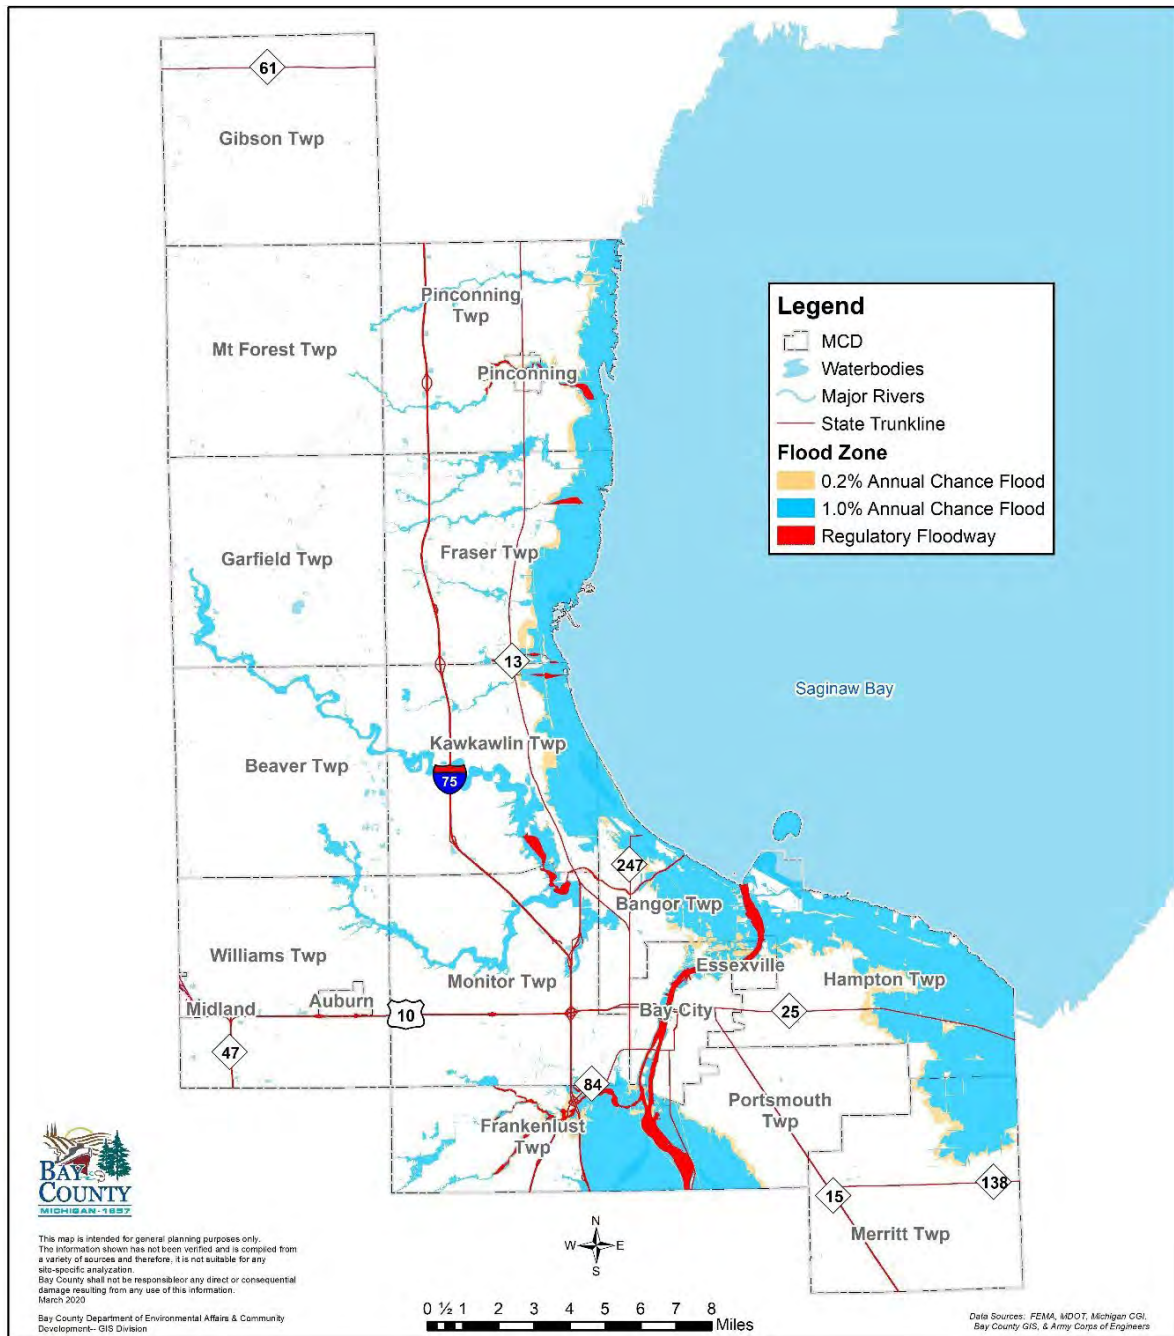 61
Gibson Twp
Pinconning
Twp
Mt Forest Twp
Pinconning
Legend
MCD
Waterbodies
Major Rivers
State Trunkline
Flood Zone
0.2% Annual Chance Flood
1.0% Annual Chance Flood
Regulatory Floodway
Garfield Twp
Fraser Twp
13
Saginaw Bay
Kawkawlin Twp
Beaver Twp
75
247
Bangor Twp
Williams Twp
Monitor Twp
Essexville
Hampton Twp
Midland
Auburn
10
Bay City
25
47
84
Portsmouth
Twp
Frankenlust
Twp
138
15
Merritt Twp
BAY
COUNTY
MICHIGAN-1857
This map is intended for general planning purposes only.
The information shown has not been verified and is compiled from
a variety of sources and therefore, it is not suitable for any
site-specific analyzation.
Bay County shall not be responsibleor any direct or consequential
damage resulting from any use of this information.
March 2020
Bay County Department of Environmental Affairs & Community
Development-- GIS Division
N
W E
S
0 ½ 1 2 3 4 5 6 7 8
Miles
Data Sources: FEMA, MDOT, Michigan CGI,
Bay County GIS, & Army Corps of Engineers